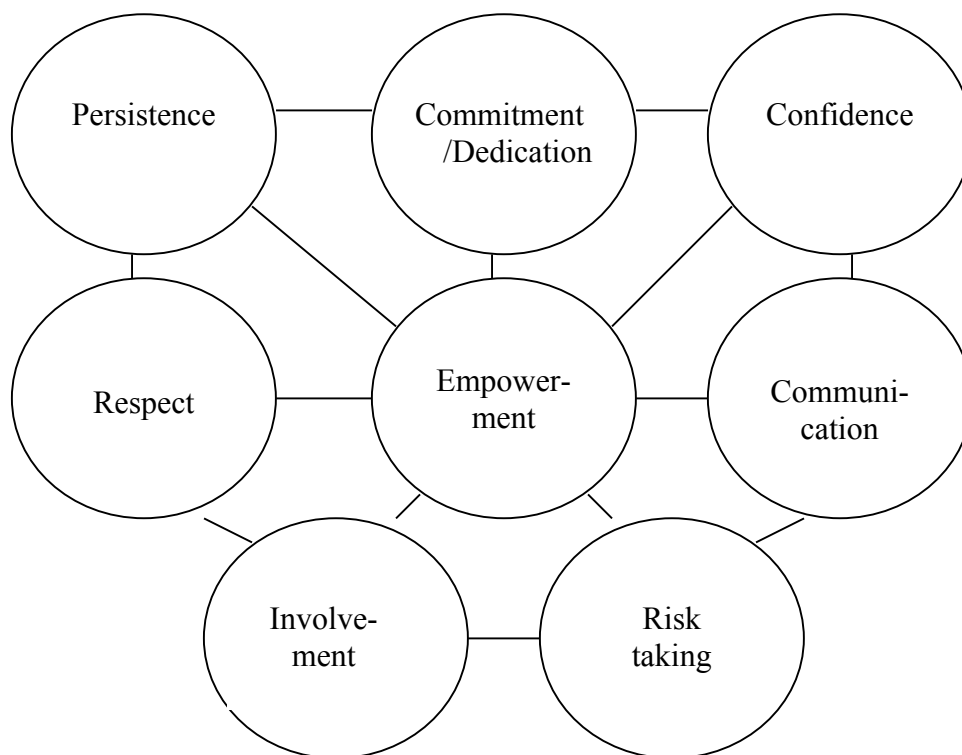 Persistence
Commitment
/Dedication
Confidence
Respect
Empower-
ment
Communi-
cation
Involve-
ment
Risk
taking